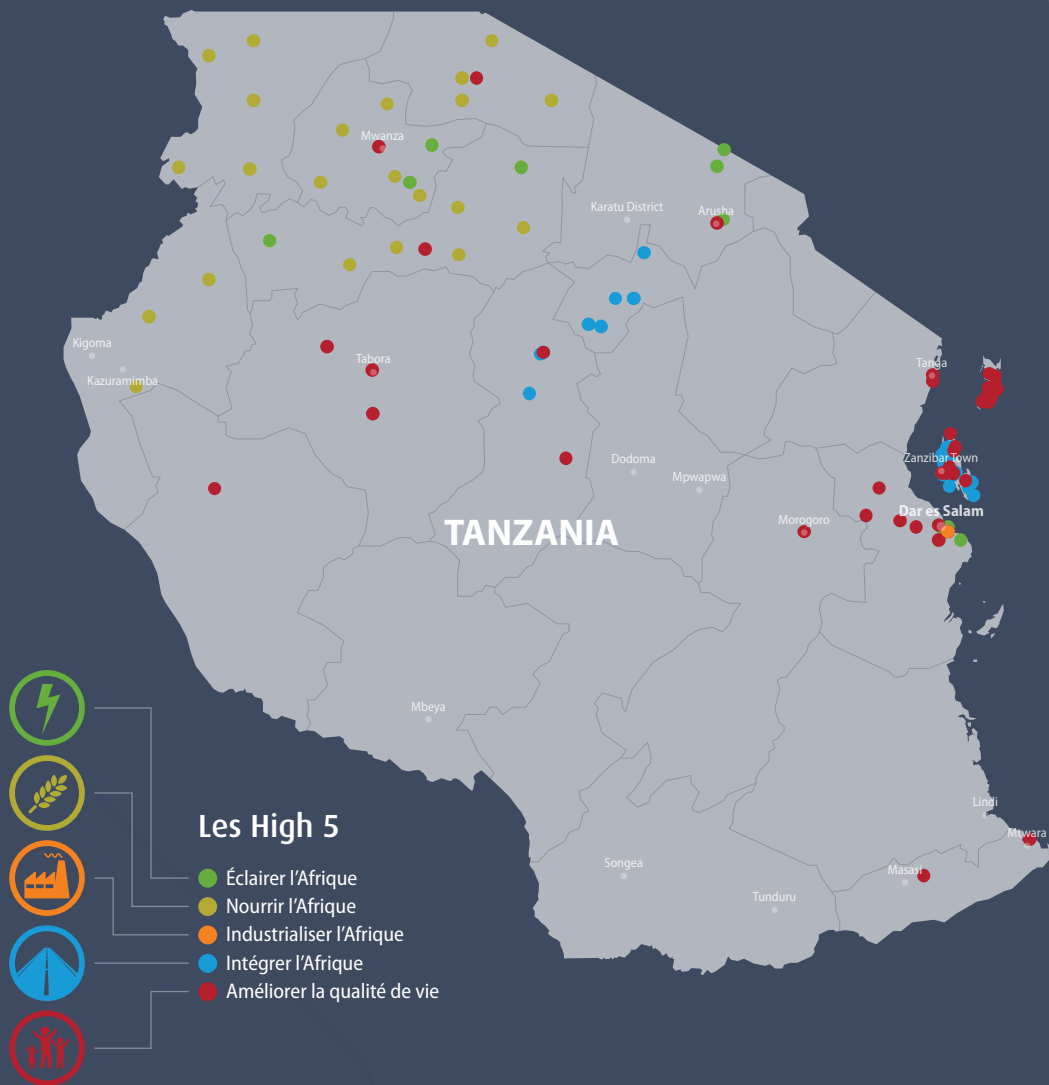 Mwanza
Karatu District
Arusha
Kigoma
Kazuramimba
Tabora
Tanga
Dodoma
Mpwapwa
Zanzibar Town
Dar es Salam
Morogoro
TANZANIA
Mbeya
Lindi
Mtwara
Masasi
Songea
Tunduru
Les High 5
Éclairer l’Afrique
Nourrir l’Afrique
Industrialiser l’Afrique
Intégrer l’Afrique
Améliorer la qualité de vie